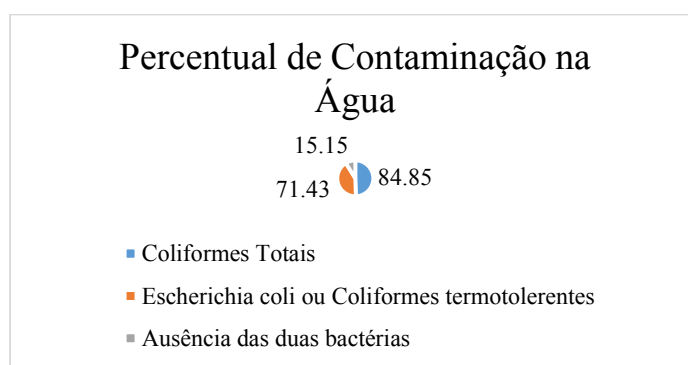 Percentual de Contaminação na
Água
15.15
84.85
71.43
Coliformes Totais
Escherichia coli ou Coliformes termotolerentes
Ausência das duas bactérias